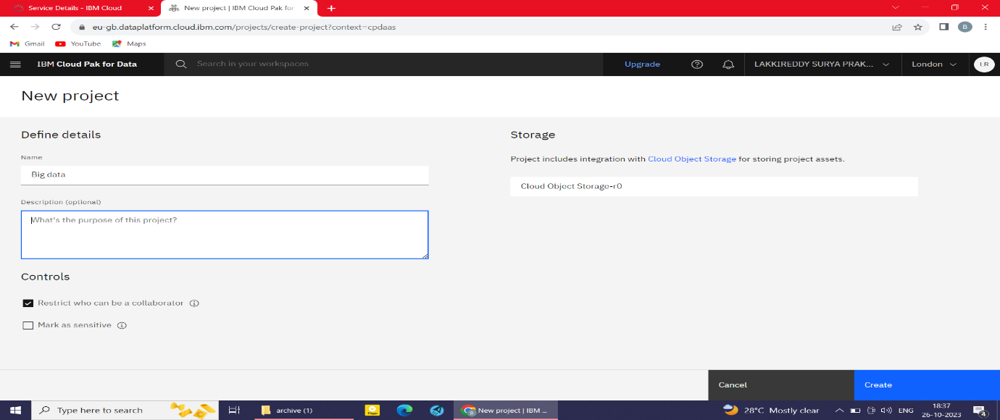 Service Details - IBM Cloud
New project | IBM Cloud Pak for
eu-gb.dataplatform.cloud.ibm.com/projects/create-project?context=cpdaas
B
Gmail YouTube Maps
IBM Cloud Pak for Data
Search in your workspaces
Upgrade
LAKKIREDDY SURYA PRAK...
London
LR
New project
Define details
Name
Big data
Description (optional)
What's the purpose of this project?
Controls
Restrict who can be a collaborator
Mark as sensitive
Storage
Project includes integration with Cloud Object Storage for storing project assets.
Cloud Object Storage-r0
Cancel
Create
Type here to search
archive (1)
New project | IBM ...
28°C Mostly clear
ENG
18:37
26-10-2023
4